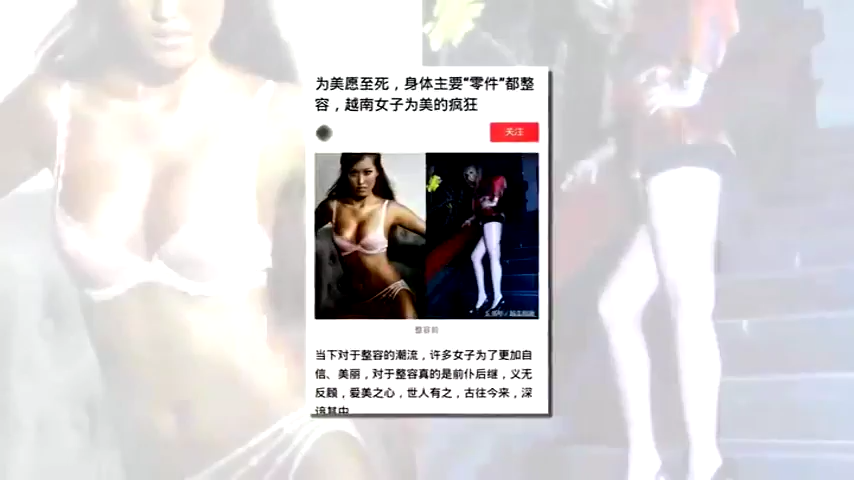 为美愿至死，身体主要“零件”都整
容，越南女子为美的疯狂
关注
整容前
当下对于整容的潮流，许多女子为了更加自
信、美丽，对于整容真的是前仆后继，义无
反顾，爱美之心，世人有之，古往今来，深
谙其中